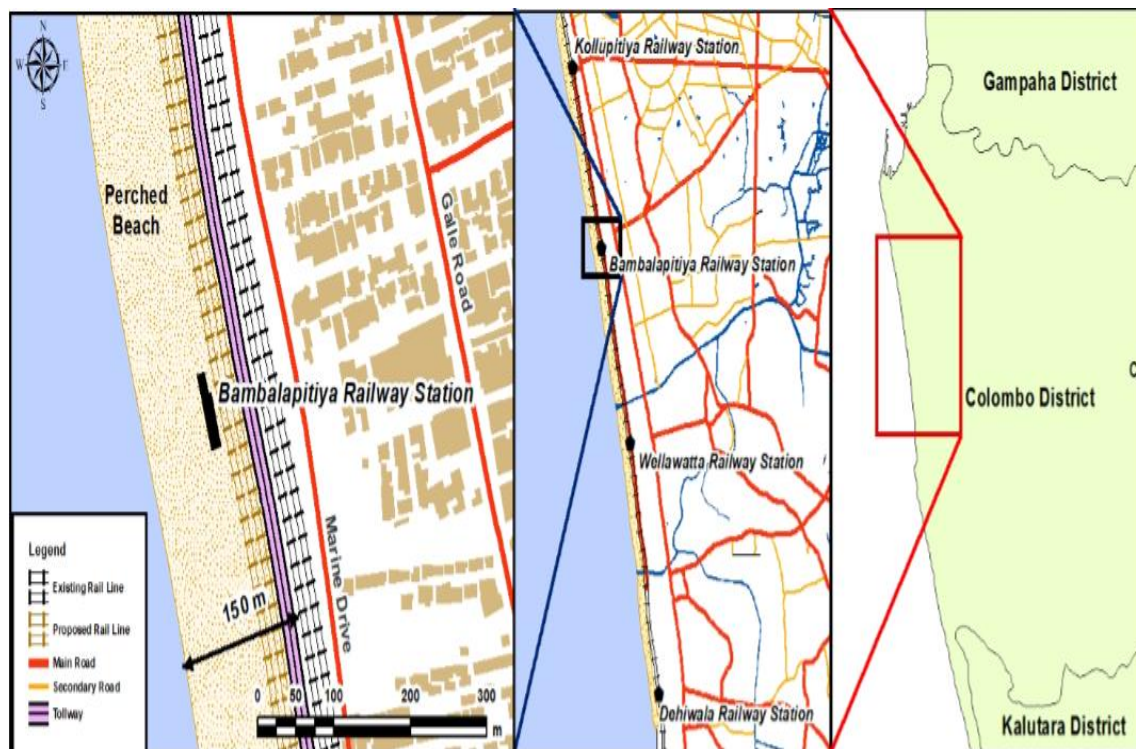 N
W
E
S
Perched
Beach
Galle Road
Bambalapitiya Railway Station
Marine Drive
150 m
Legend
Existing Rail Line
Proposed Rail Line
Main Road
Secondary Road
Tollway
0 50 100 200 300
m
Kollupitiya Railway Station
Bambalapitiya Railway Station
Wellawatta Railway Station
Dehiwala Railway Station
Gampaha District
Colombo District
Kalutara District